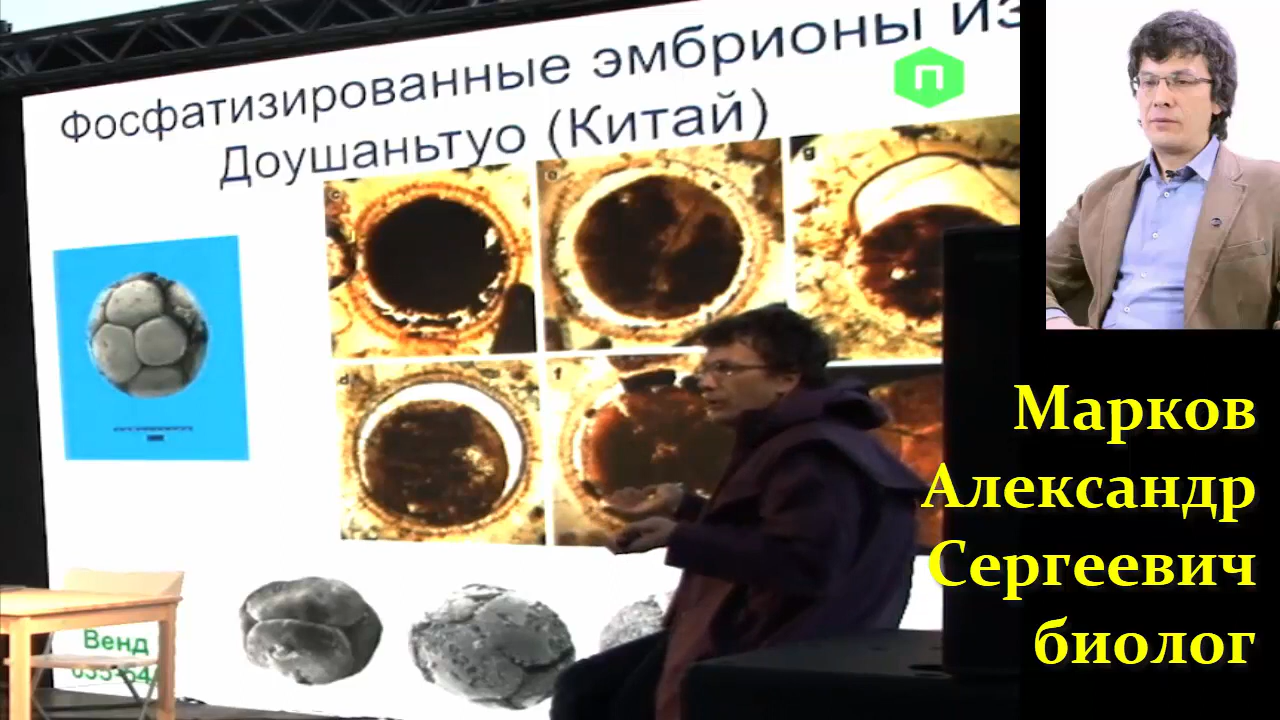 Фосфатизированные эмбрионы из
Доушаньтуо (Китай)
П
c
g
d
f
Венд
Марков
Александр
Сергеевич
биолог